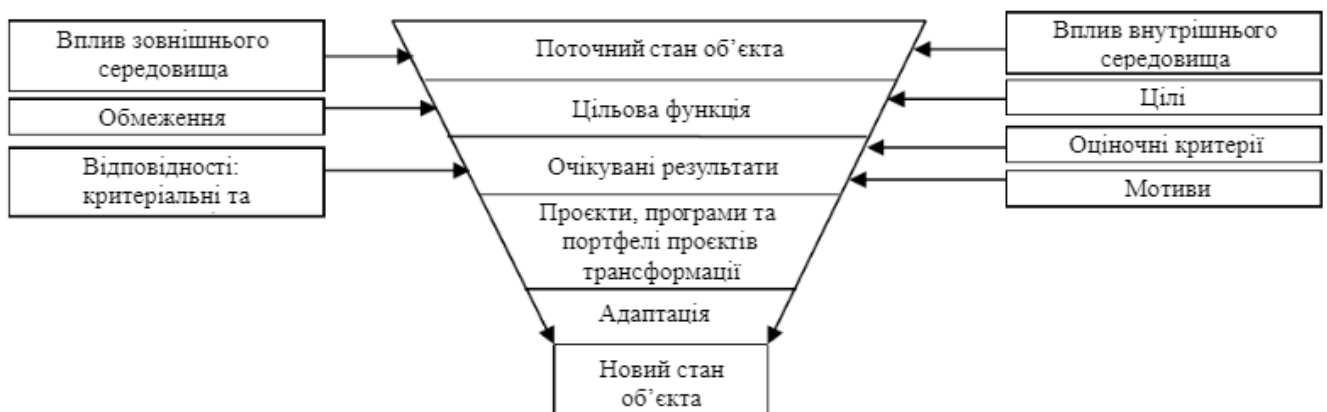 Вплив зовнішнього
середовища
Обмеження
Відповідності:
критеріальні та
Поточний стан об’єкта
Цільова функція
Очікувані результати
Проєкти, програми та
портфелі проєктів
трансформації
Адаптація
Новий стан
об’єкта
Вплив внутрішнього
середовища
Цілі
Оціночні критерії
Мотиви